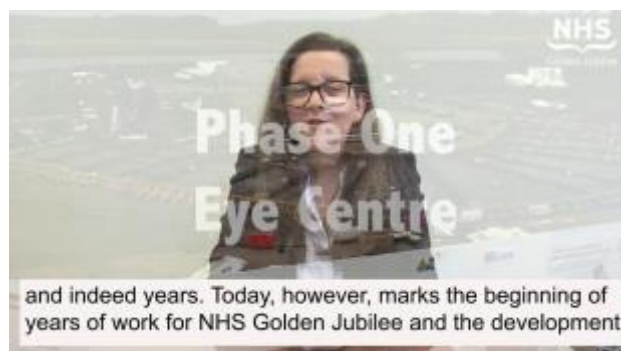 NHS
Phase One
Eye Centre
and indeed years. Today, however, marks the beginning of
years of work for NHS Golden Jubilee and the development